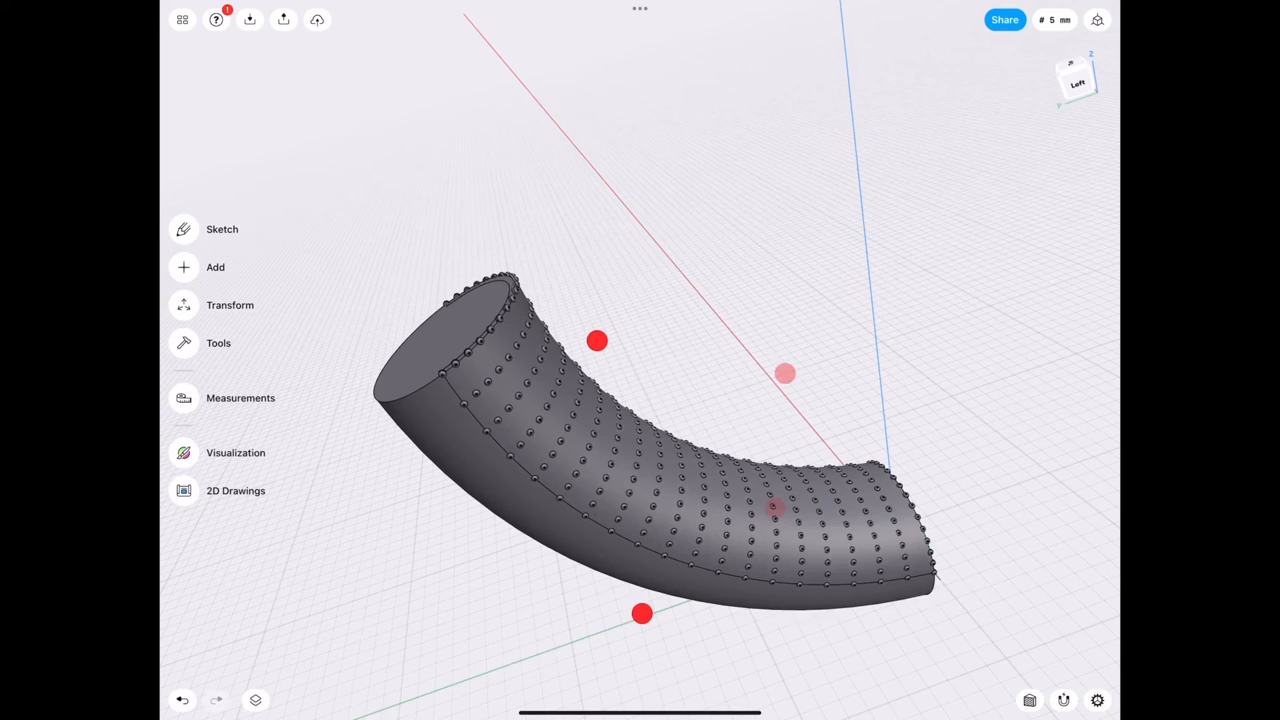 Share
# 5 mm
Z
Left
Y
Sketch
Add
Transform
Tools
Measurements
Visualization
2D Drawings